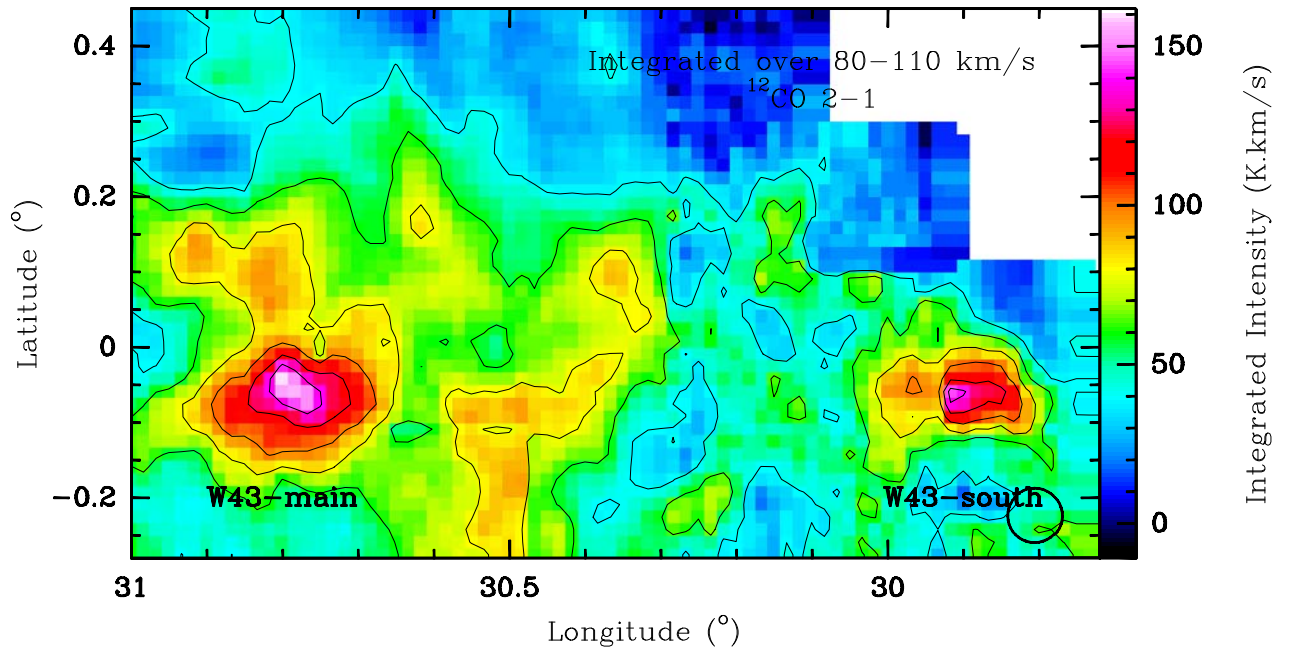 Integrated over 80−110 km/s
¹²CO 2−1
0.4
0.2
0
−0.2
Latitude (°)
W43−main
W43−south
31
30.5
30
Longitude (°)
150
100
50
0
Integrated Intensity (K.km/s)